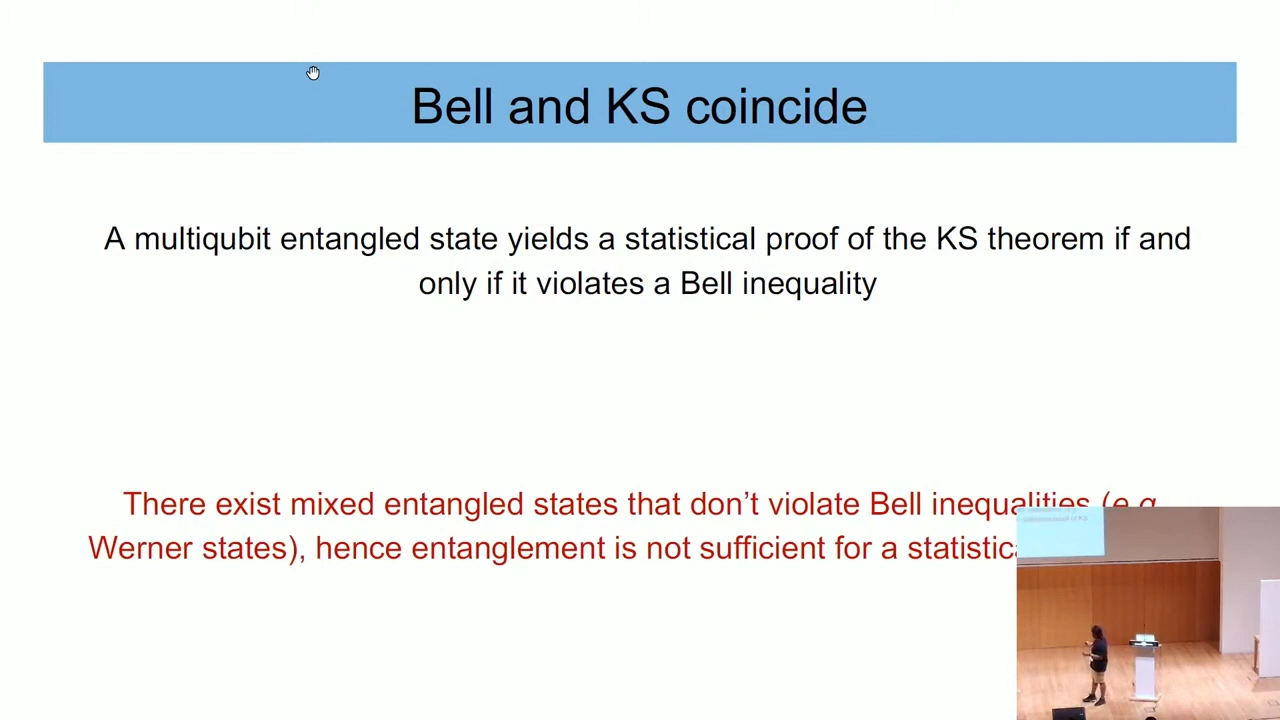 Bell and KS coincide
A multiqubit entangled state yields a statistical proof of the KS theorem if and
only if it violates a Bell inequality
There exist mixed entangled states that don’t violate Bell inequalities (e.g.
Werner states), hence entanglement is not sufficient for a